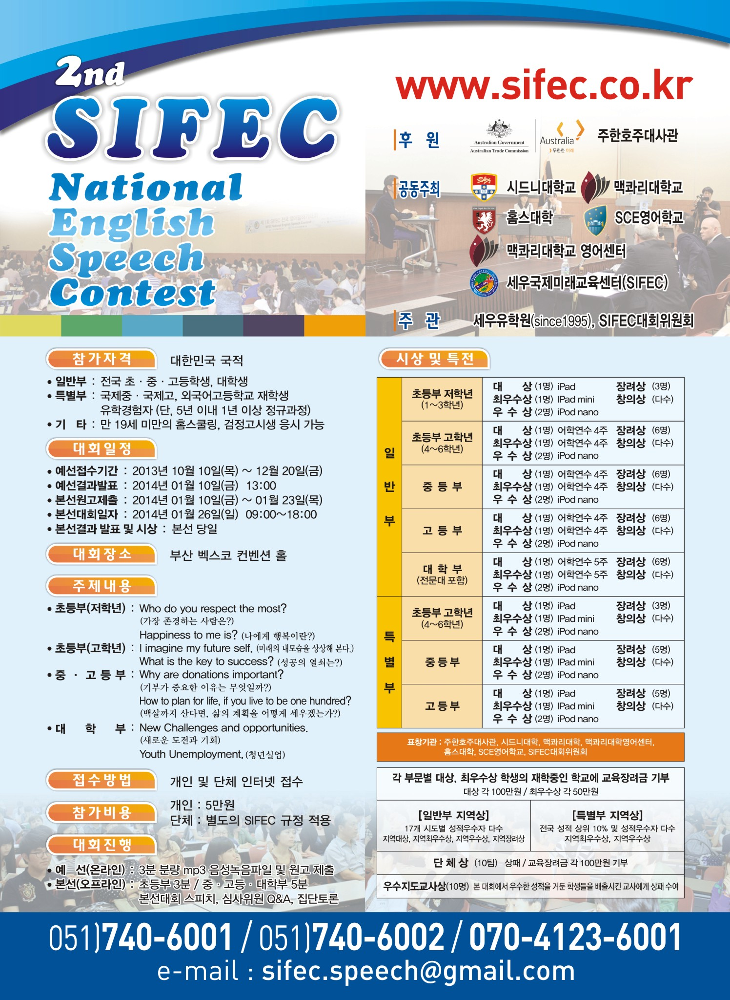 2nd
SIFEC
National
English
Speech
Contest
www.sifec.co.kr
후 원
Australian Government
Australian Trade Commission
Australia
무한한 미래
주한호주대사관
공동주최
시드니대학교 맥콰리대학교
홈스대학 SCE영어학교
맥콰리대학교 영어센터
세우국제미래교육센터(SIFEC)
주 관 세우유학원(since1995), SIFEC대회위원회
참가자격 대한민국 국적
• 일반부 : 전국 초 · 중 · 고등학생, 대학생
• 특별부 : 국제중 · 국제고, 외국어고등학교 재학생
유학경험자 (단, 5년 이내 1년 이상 정규과정)
• 기 타 : 만 19세 미만의 홈스쿨링, 검정고시생 응시 가능
대회일정
• 예선접수기간 : 2013년 10월 10일(목) ~ 12월 20일(금)
• 예선결과발표 : 2014년 01월 10일(금) 13:00
• 본선원고제출 : 2014년 01월 10일(금) ~ 01월 23일(목)
• 본선대회일자 : 2014년 01월 26일(일) 09:00~18:00
• 본선결과 발표 및 시상 : 본선 당일
대회장소 부산 벡스코 컨벤션 홀
주제내용
• 초등부(저학년) : Who do you respect the most?
(가장 존경하는 사람은?)
Happiness to me is? (나에게 행복이란?)
• 초등부(고학년) : I imagine my future self. (미래의 내모습을 상상해 본다.)
What is the key to success? (성공의 열쇠는?)
• 중 · 고 등 부 : Why are donations important?
(기부가 중요한 이유는 무엇일까?)
How to plan for life, if you live to be one hundred?
(백살까지 산다면, 삶의 계획을 어떻게 세우겠는가?)
• 대 학 부 : New Challenges and opportunities.
(새로운 도전과 기회)
Youth Unemployment. (청년실업)
접수방법 개인 및 단체 인터넷 접수
참가비용 개인 : 5만원
단체 : 별도의 SIFEC 규정 적용
대회진행
• 예 선(온라인) : 3분 분량 mp3 음성녹음파일 및 원고 제출
• 본선(오프라인) : 초등부 3분 / 중 · 고등 · 대학부 5분
본선대회 스피치, 심사위원 Q&A, 집단토론
시상 및 특전
일반부
초등부 저학년
(1~3학년)
대 상 (1명) iPad 장려상 (3명)
최우수상 (1명) IPad mini 창의상 (다수)
우 수 상 (2명) iPod nano
초등부 고학년
(4~6학년)
대 상 (1명) 어학연수 4주 장려상 (6명)
최우수상 (1명) 어학연수 4주 창의상 (다수)
우 수 상 (2명) iPod nano
중 등 부
대 상 (1명) 어학연수 4주 장려상 (6명)
최우수상 (1명) 어학연수 4주 창의상 (다수)
우 수 상 (2명) iPod nano
고 등 부
대 상 (1명) 어학연수 4주 장려상 (6명)
최우수상 (1명) 어학연수 4주 창의상 (다수)
우 수 상 (2명) iPod nano
대 학 부
(전문대 포함)
대 상 (1명) 어학연수 5주 장려상 (6명)
최우수상 (1명) 어학연수 5주 창의상 (다수)
우 수 상 (2명) iPod nano
특별부
초등부 고학년
(4~6학년)
대 상 (1명) iPad 장려상 (3명)
최우수상 (1명) IPad mini 창의상 (다수)
우 수 상 (2명) iPod nano
중등부
대 상 (1명) iPad 장려상 (5명)
최우수상 (1명) IPad mini 창의상 (다수)
우 수 상 (2명) iPod nano
고등부
대 상 (1명) iPad 장려상 (5명)
최우수상 (1명) IPad mini 창의상 (다수)
우 수 상 (2명) iPod nano
표창기관 : 주한호주대사관, 시드니대학, 맥콰리대학, 맥콰리대학영어센터,
홈스대학, SCE영어학교, SIFEC대회위원회
각 부문별 대상, 최우수상 학생의 재학중인 학교에 교육장려금 기부
대상 각 100만원 / 최우수상 각 50만원
[일반부 지역상]
17개 시도별 성적우수자 다수
지역대상, 지역최우수상, 지역우수상, 지역장려상
[특별부 지역상]
전국 성적 상위 10% 및 성적우수자 다수
지역최우수상, 지역우수상
단 체 상 (10팀) 상패 / 교육장려금 각 100만원 기부
우수지도교사상(10명) 본 대회에서 우수한 성적을 거둔 학생들을 배출시킨 교사에게 상패 수여
051)740-6001 / 051)740-6002 / 070-4123-6001
e-mail : sifec.speech@gmail.com